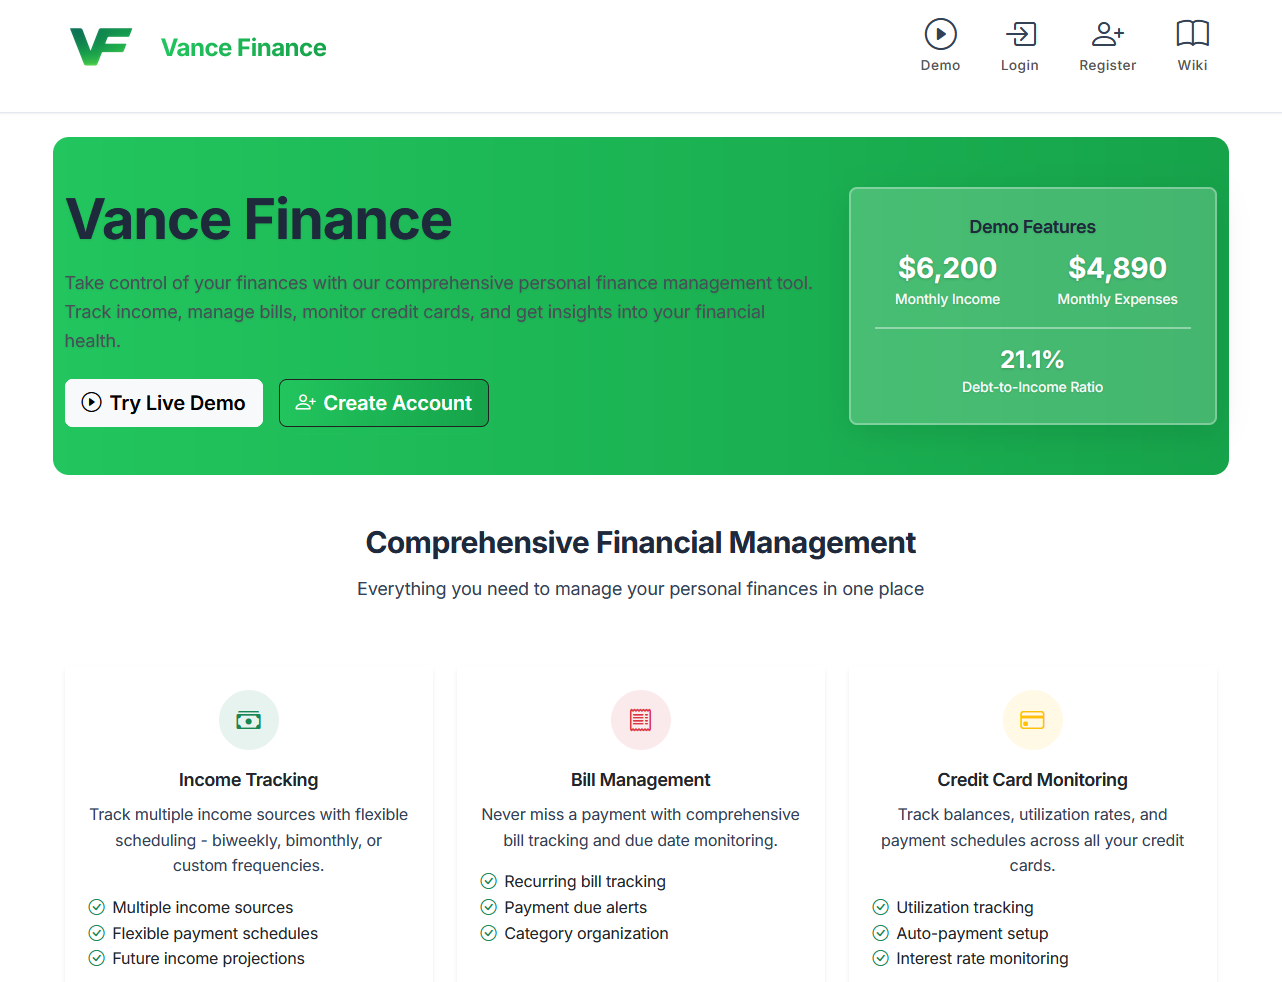 VF
Vance Finance
Demo
Login
Register
Wiki
Vance Finance
Take control of your finances with our comprehensive personal finance management tool.
Track income, manage bills, monitor credit cards, and get insights into your financial
health.
Try Live Demo
Create Account
Demo Features
$6,200
Monthly Income
$4,890
Monthly Expenses
21.1%
Debt-to-Income Ratio
Comprehensive Financial Management
Everything you need to manage your personal finances in one place
Income Tracking
Track multiple income sources with flexible
scheduling - biweekly, bimonthly, or
custom frequencies.
Multiple income sources
Flexible payment schedules
Future income projections
Bill Management
Never miss a payment with comprehensive
bill tracking and due date monitoring.
Recurring bill tracking
Payment due alerts
Category organization
Credit Card Monitoring
Track balances, utilization rates, and
payment schedules across all your credit
cards.
Utilization tracking
Auto-payment setup
Interest rate monitoring